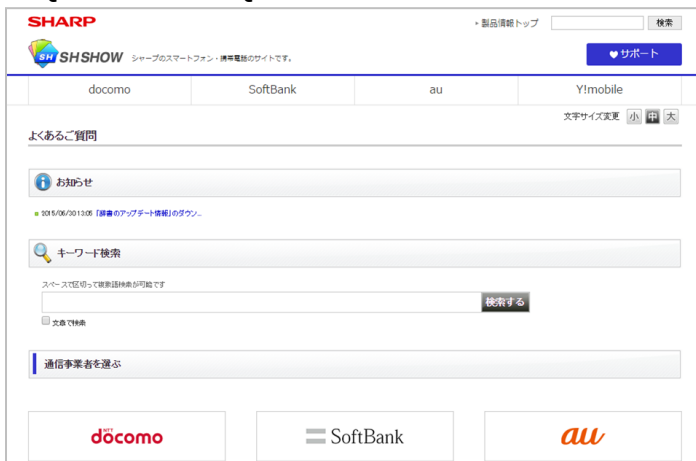 SHARP
製品情報トップ
検索
SH SH SHOW シャープのスマートフォン・携帯電話のサイトです。
サポート
docomo SoftBank au Y!mobile
文字サイズ変更 小 中 大
よくあるご質問
お知らせ
2015/06/30 13:05 「辞書のアップデート情報」のダウン...
キーワード検索
スペースで区切って複数語検索が可能です
検索する
文章で検索
通信事業者を選ぶ
NTT docomo SoftBank au